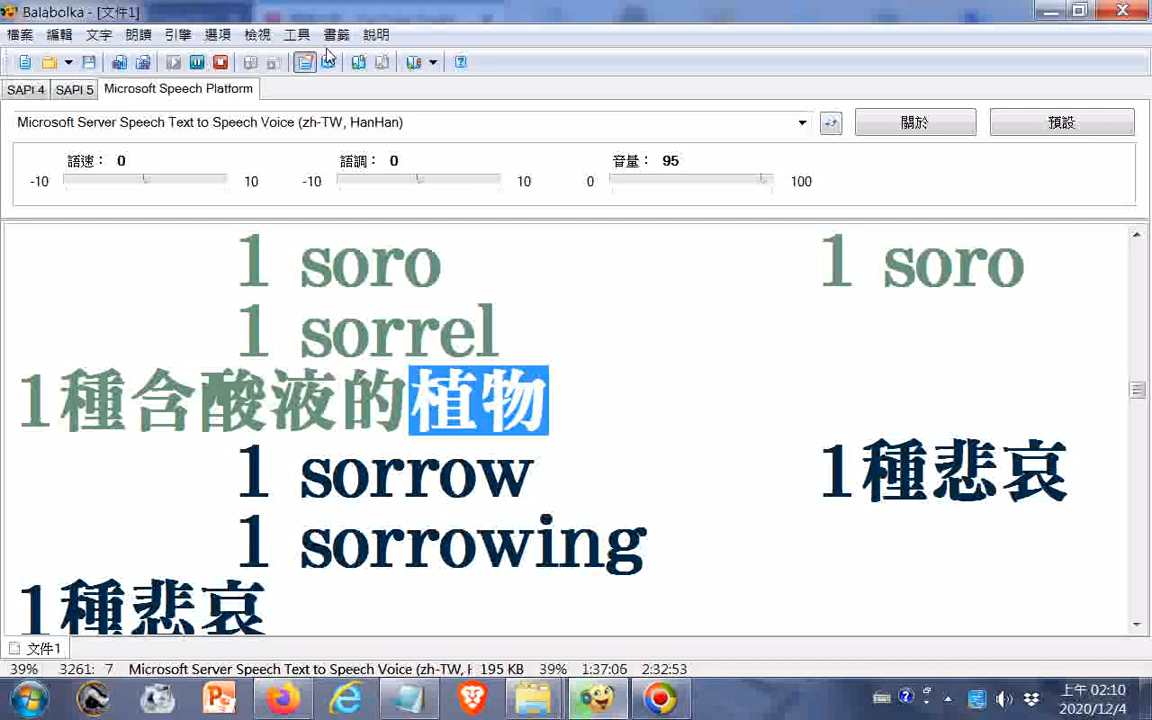 Balabolka - [文件1]
檔案 編輯 文字 朗讀 引擎 選項 檢視 工具 書籤 說明
SAPI 4 SAPI 5 Microsoft Speech Platform
Microsoft Server Speech Text to Speech Voice (zh-TW, HanHan) 關於 預設
語速： 0 語調： 0 音量： 95
-10 10 -10 10 0 100
1 soro 1 soro
1 sorrel
1種含酸液的植物
1 sorrow 1種悲哀
1 sorrowing
1種悲哀
文件1
39% 3261: 7 Microsoft Server Speech Text to Speech Voice (zh-TW, 195 KB 39% 1:37:06 2:32:53
上午 02:10
2020/12/4